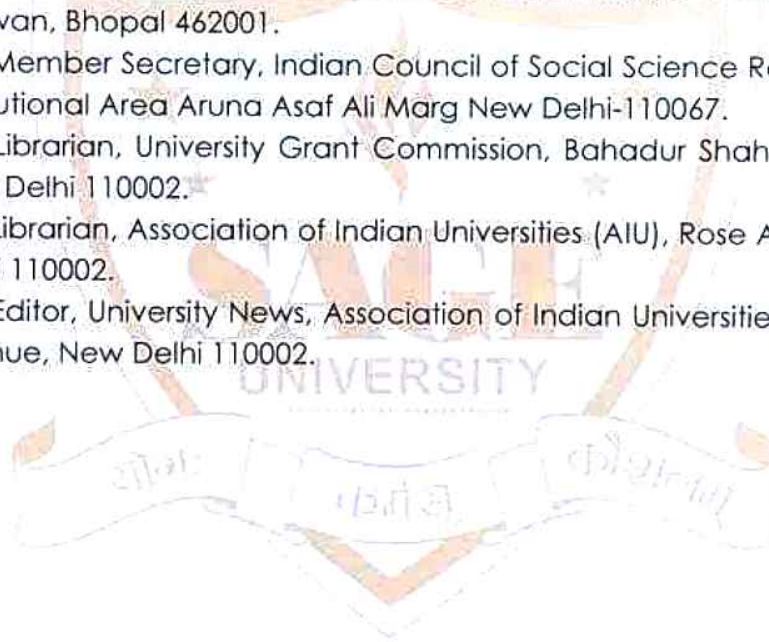 van, Bhopal 462001.
Member Secretary, Indian Council of Social Science R
utional Area Aruna Asaf Ali Marg New Delhi-110067.
Librarian, University Grant Commission, Bahadur Shah
Delhi 110002.
Librarian, Association of Indian Universities (AIU), Rose A
110002.
Editor, University News, Association of Indian Universitie
ue, New Delhi 110002.
SAGE
UNIVERSITY